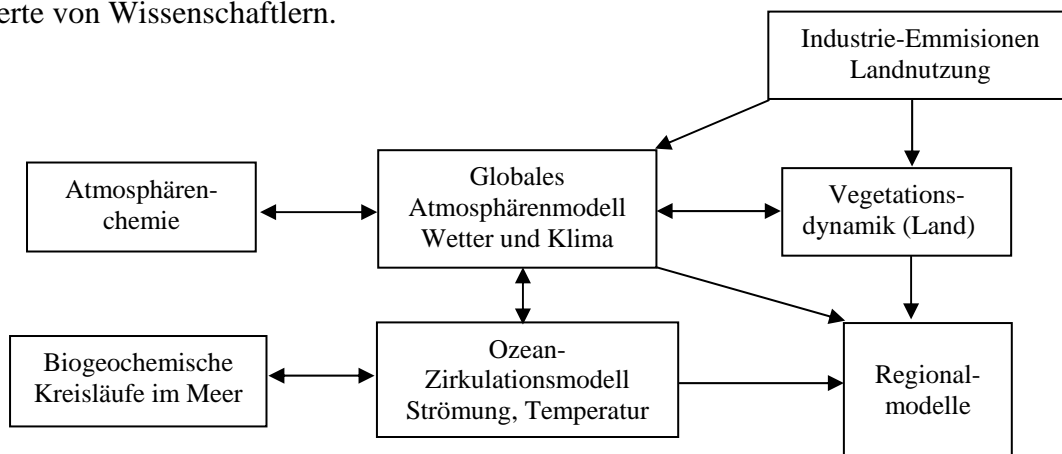 erte von Wissenschaftlern.
Industrie-Emmisionen
Landnutzung
Atmosphären-
chemie
Globales
Atmosphärenmodell
Wetter und Klima
Vegetations-
dynamik (Land)
Biogeochemische
Kreisläufe im Meer
Ozean-
Zirkulationsmodell
Strömung, Temperatur
Regional-
modelle